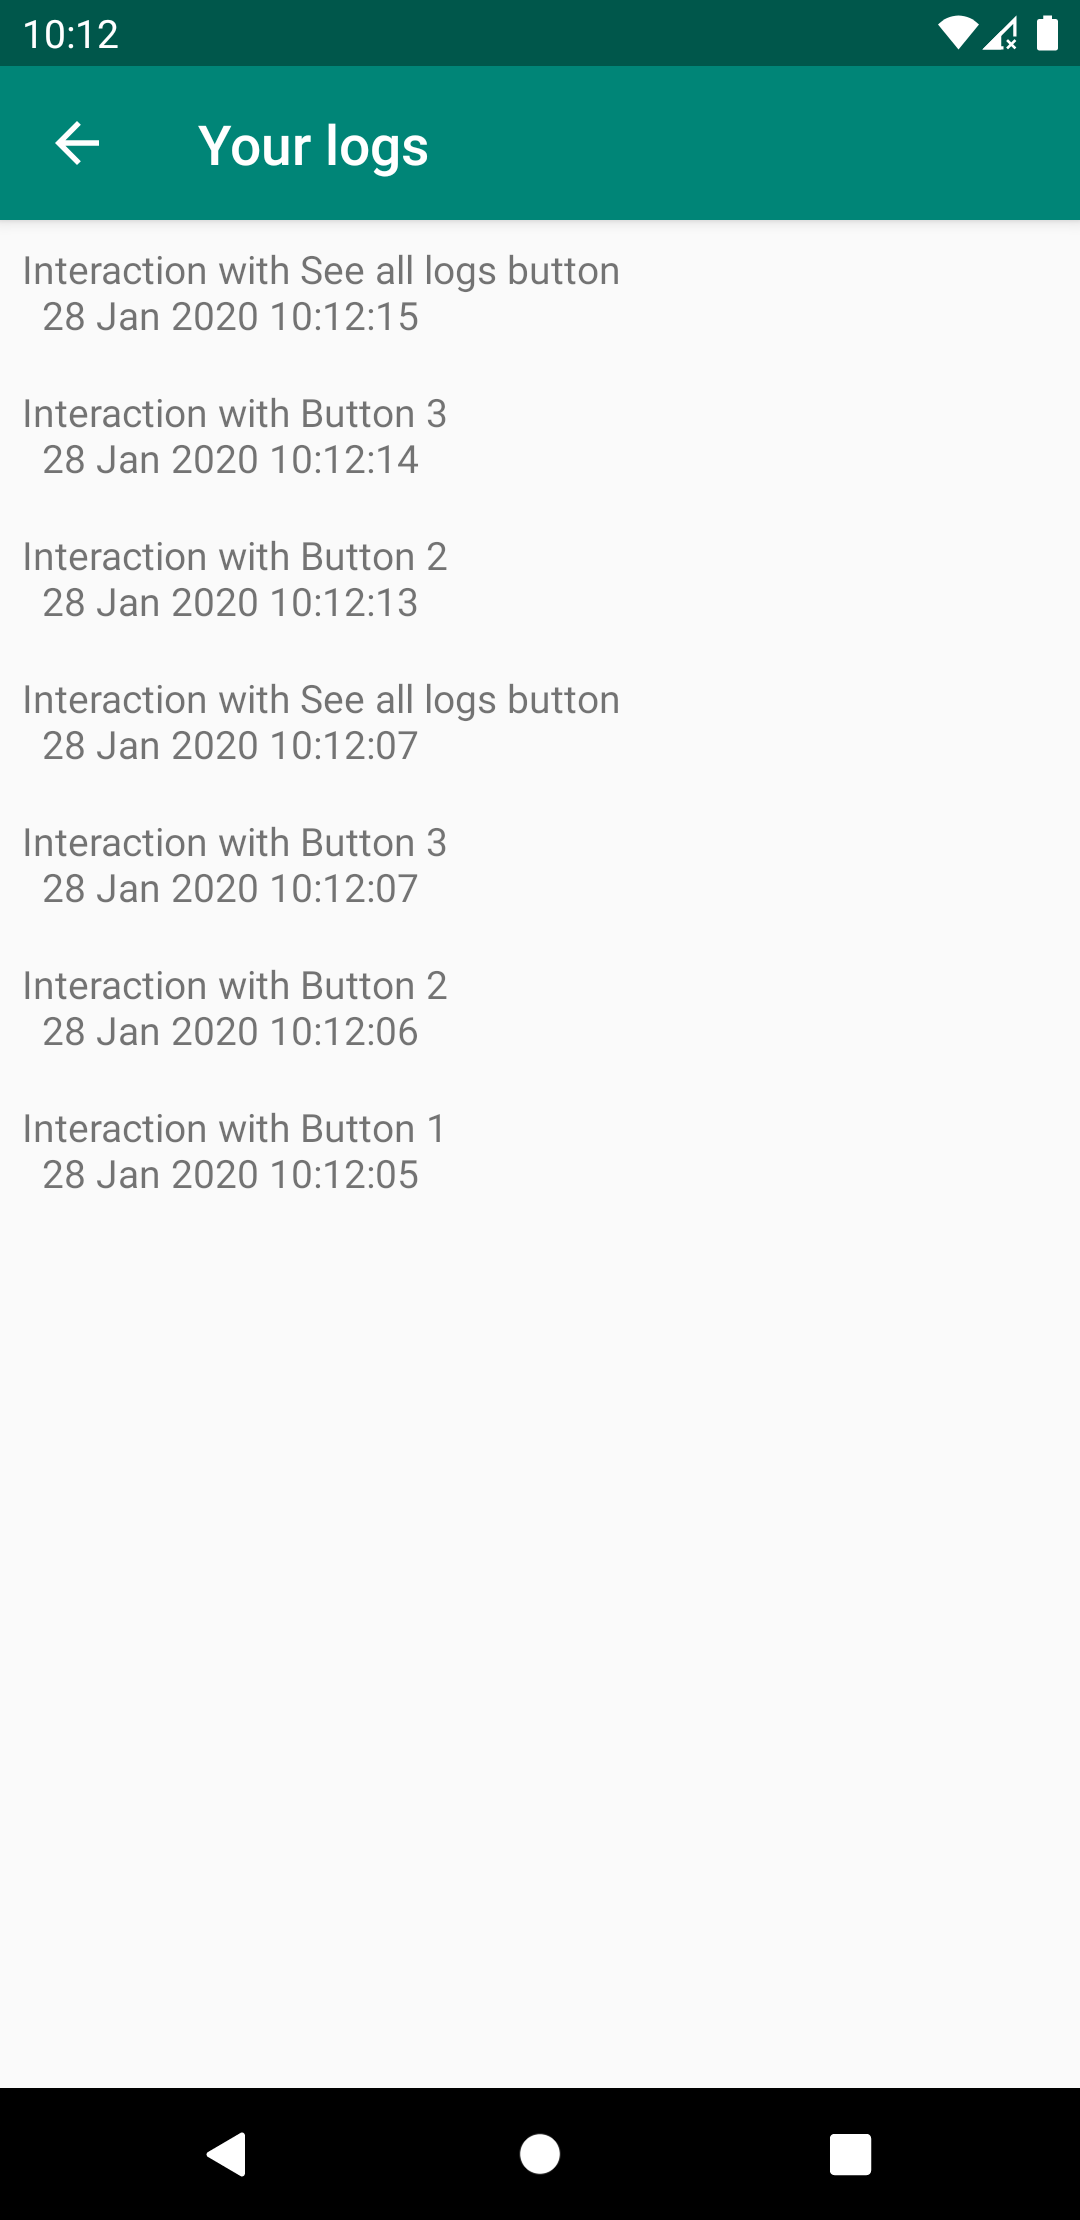 10:12
Your logs
Interaction with See all logs button
28 Jan 2020 10:12:15
Interaction with Button 3
28 Jan 2020 10:12:14
Interaction with Button 2
28 Jan 2020 10:12:13
Interaction with See all logs button
28 Jan 2020 10:12:07
Interaction with Button 3
28 Jan 2020 10:12:07
Interaction with Button 2
28 Jan 2020 10:12:06
Interaction with Button 1
28 Jan 2020 10:12:05